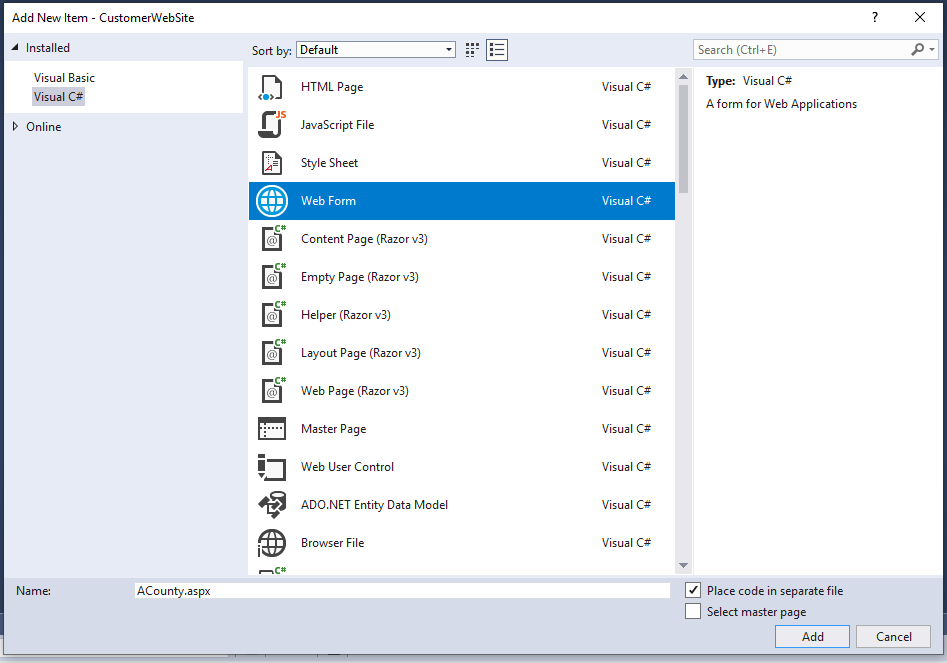 Add New Item - CustomerWebSite
?
Installed
Visual Basic
Visual C#
Online
Sort by: Default
Search (Ctrl+E)
HTML Page Visual C#
JS
JavaScript File Visual C#
Style Sheet Visual C#
Web Form Visual C#
C#
@
Content Page (Razor v3) Visual C#
C#
@
Empty Page (Razor v3) Visual C#
C#
@
Helper (Razor v3) Visual C#
C#
@
Layout Page (Razor v3) Visual C#
C#
@
Web Page (Razor v3) Visual C#
Master Page Visual C#
Web User Control Visual C#
ADO.NET Entity Data Model Visual C#
Browser File Visual C#
C#
Type: Visual C#
A form for Web Applications
Name: ACounty.aspx
Place code in separate file
Select master page
Add Cancel